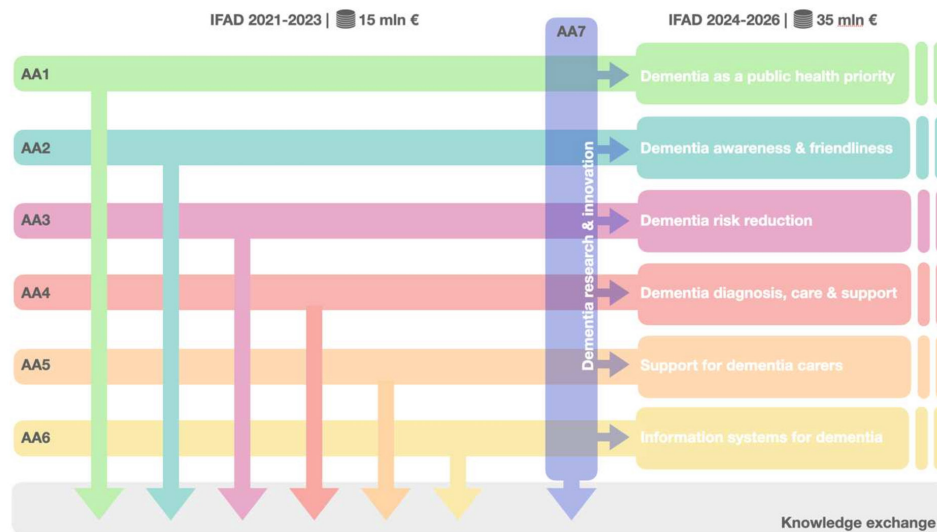 IFAD 2021-2023 | 15 mln €
AA7
IFAD 2024-2026 | 35 mln €
AA1
Dementia as a public health priority
AA2
Dementia awareness & friendliness
AA3
Dementia risk reduction
AA4
Dementia diagnosis, care & support
AA5
Support for dementia carers
AA6
Information systems for dementia
Dementia research & innovation
Knowledge exchange